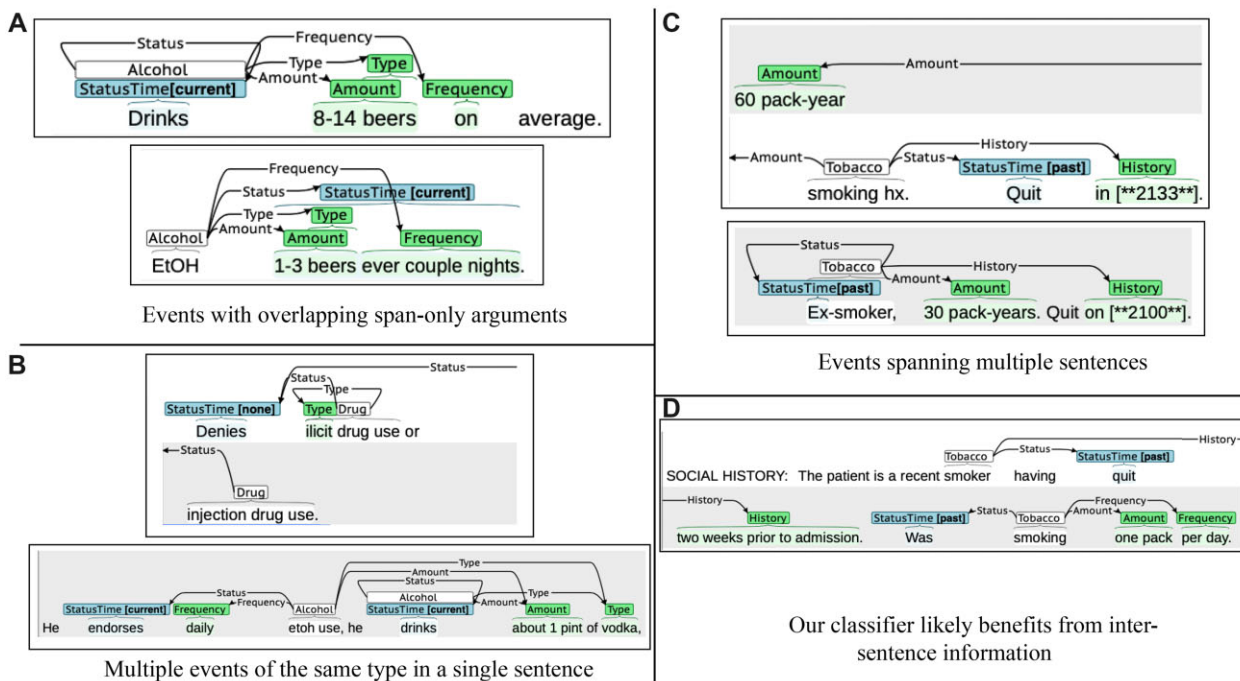 A
Status
Frequency
Alcohol
Type
Type
Amount
StatusTime[current]
Amount
Frequency
Drinks 8-14 beers on average.
Frequency
Status
StatusTime [current]
Type
Type
Amount
Alcohol
Amount
Frequency
EtOH 1-3 beers ever couple nights.
Events with overlapping span-only arguments
B
Status
Status
Type
StatusTime [none]
Type
Drug
Denies ilicit drug use or
Status
Drug
injection drug use.
Type
Amount
Status
Status
Alcohol
Type
StatusTime [current]
Frequency
Frequency
Alcohol
StatusTime [current]
Amount
Amount
Type
He endorses daily etoh use, he drinks about 1 pint of vodka,
Multiple events of the same type in a single sentence
C
Amount
Amount
60 pack-year
History
Amount
Tobacco
Status
StatusTime [past]
History
smoking hx. Quit in [**2133**].
Status
Tobacco
History
Amount
StatusTime[past]
Amount
History
Ex-smoker, 30 pack-years. Quit on [**2100**].
Events spanning multiple sentences
D
History
Tobacco
Status
StatusTime [past]
SOCIAL HISTORY: The patient is a recent smoker having quit
History
Frequency
History
StatusTime [past]
Status
Tobacco
Amount
Amount
Frequency
two weeks prior to admission. Was smoking one pack per day.
Our classifier likely benefits from inter-
sentence information